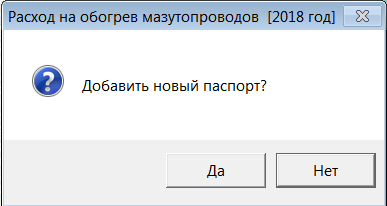 Расход на обогрев мазутопроводов [2018 год]
Добавить новый паспорт?
Да
Нет